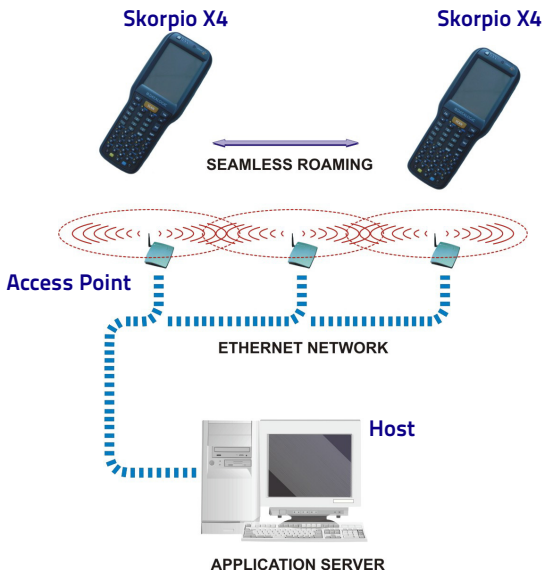 Skorpio X4
Skorpio X4
SEAMLESS ROAMING
Access Point
ETHERNET NETWORK
Host
APPLICATION SERVER